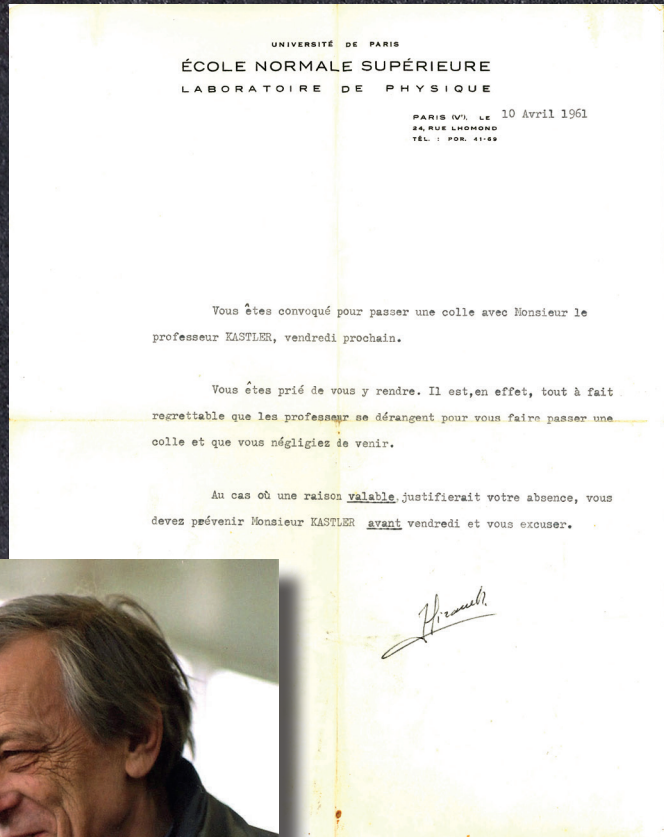 UNIVERSITÉ DE PARIS
ÉCOLE NORMALE SUPÉRIEURE
LABORATOIRE DE PHYSIQUE
PARIS (Vᵉ), LE 10 Avril 1961
24, RUE LHOMOND
TÉL. : POR. 41-69
Vous êtes convoqué pour passer une colle avec Monsieur le
professeur KASTLER, vendredi prochain.
Vous êtes prié de vous y rendre. Il est,en effet, tout à fait
regrettable que les professeur se dérangent pour vous faire passer une
colle et que vous négligiez de venir.
Au cas où une raison valable,justifierait votre absence, vous
devez prévenir Monsieur KASTLER avant vendredi et vous excuser.